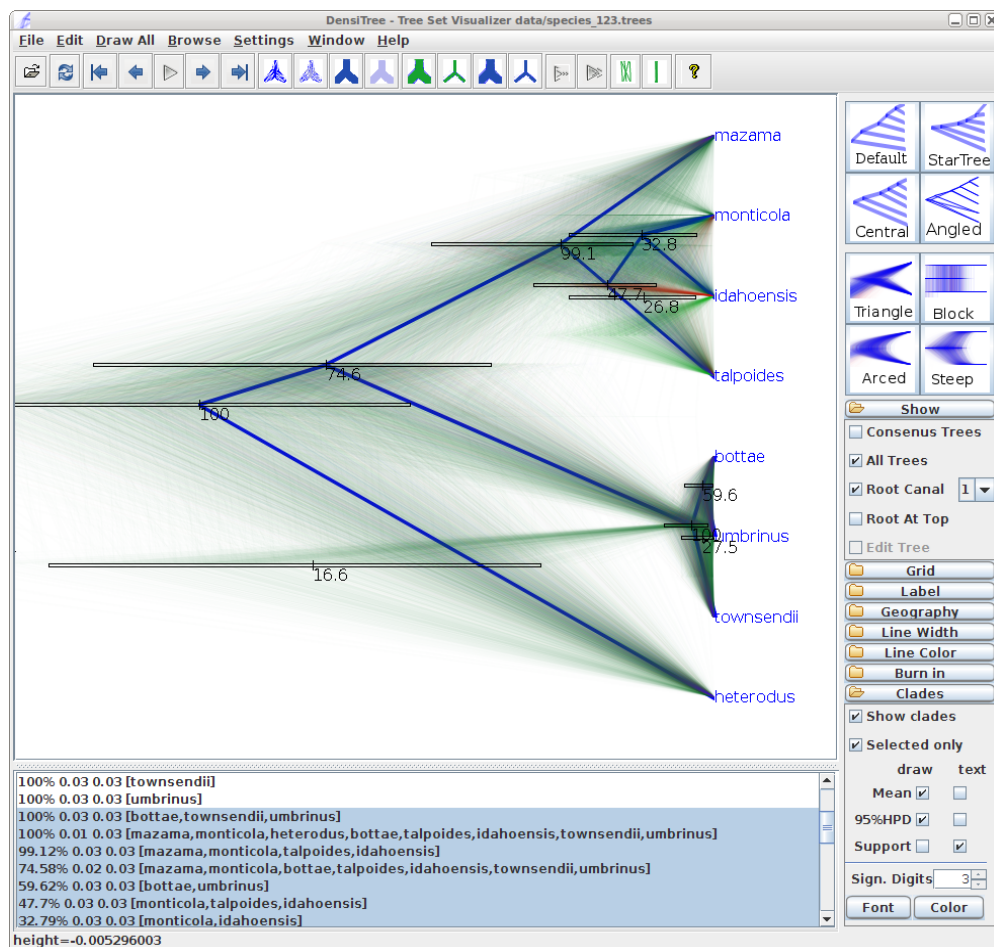 DensiTree - Tree Set Visualizer data/species_123.trees
File Edit Draw All Browse Settings Window Help
?
mazama
monticola
32.8
99.1
idahoensis
47.7
26.8
talpoides
74.6
100
bottae
59.6
umbrinus
100
27.5
16.6
townsendii
heterodus
Default StarTree
Central Angled
Triangle Block
Arced Steep
Show
Consenus Trees
All Trees
Root Canal 1
Root At Top
Edit Tree
Grid
Label
Geography
Line Width
Line Color
Burn in
Clades
Show clades
Selected only
draw text
Mean
95%HPD
Support
Sign. Digits 3
Font Color
100% 0.03 0.03 [townsendii]
100% 0.03 0.03 [umbrinus]
100% 0.03 0.03 [bottae,townsendii,umbrinus]
100% 0.01 0.03 [mazama,monticola,heterodus,bottae,talpoides,idahoensis,townsendii,umbrinus]
99.12% 0.03 0.03 [mazama,monticola,talpoides,idahoensis]
74.58% 0.02 0.03 [mazama,monticola,bottae,talpoides,idahoensis,townsendii,umbrinus]
59.62% 0.03 0.03 [bottae,umbrinus]
47.7% 0.03 0.03 [monticola,talpoides,idahoensis]
32.79% 0.03 0.03 [monticola,idahoensis]
height=-0.005296003